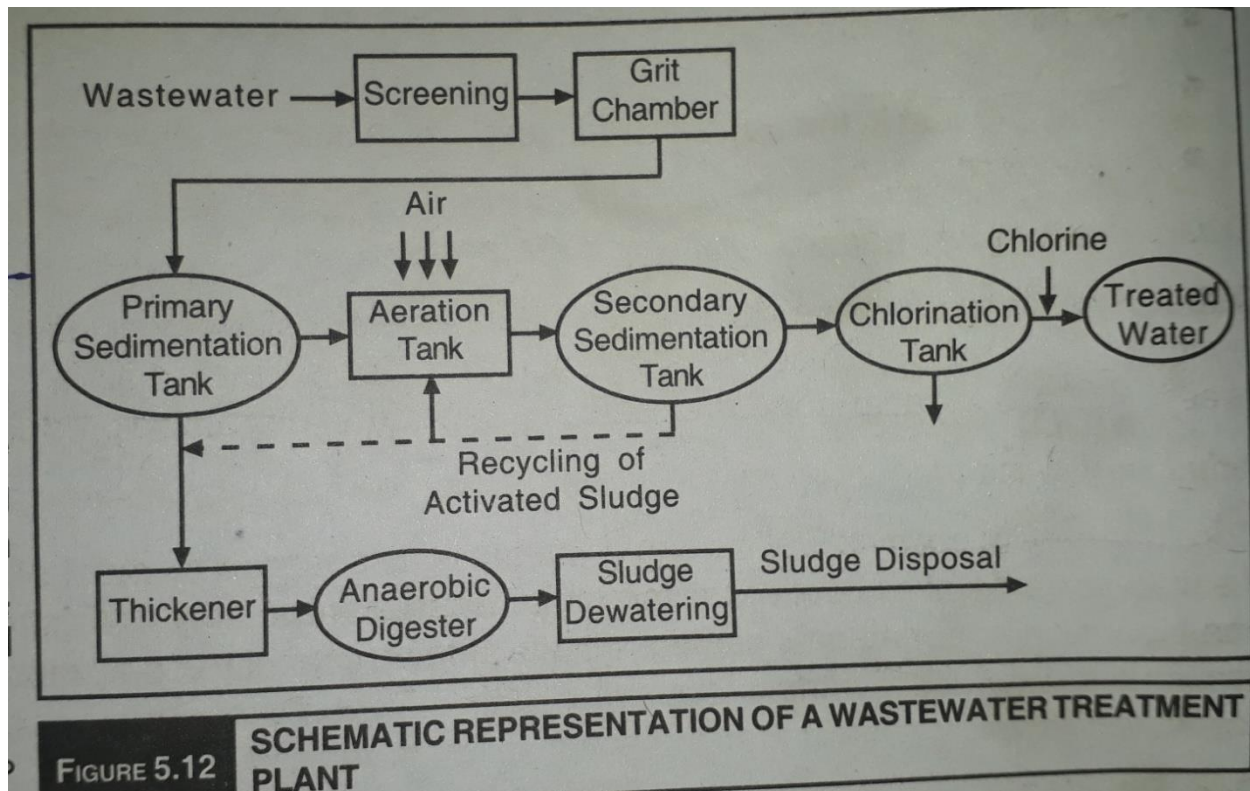 Wastewater
Screening
Grit
Chamber
Air
Chlorine
Primary
Sedimentation
Tank
Aeration
Tank
Secondary
Sedimentation
Tank
Chlorination
Tank
Treated
Water
Recycling of
Activated Sludge
Thickener
Anaerobic
Digester
Sludge
Dewatering
Sludge Disposal
FIGURE 5.12
SCHEMATIC REPRESENTATION OF A WASTEWATER TREATMENT
PLANT